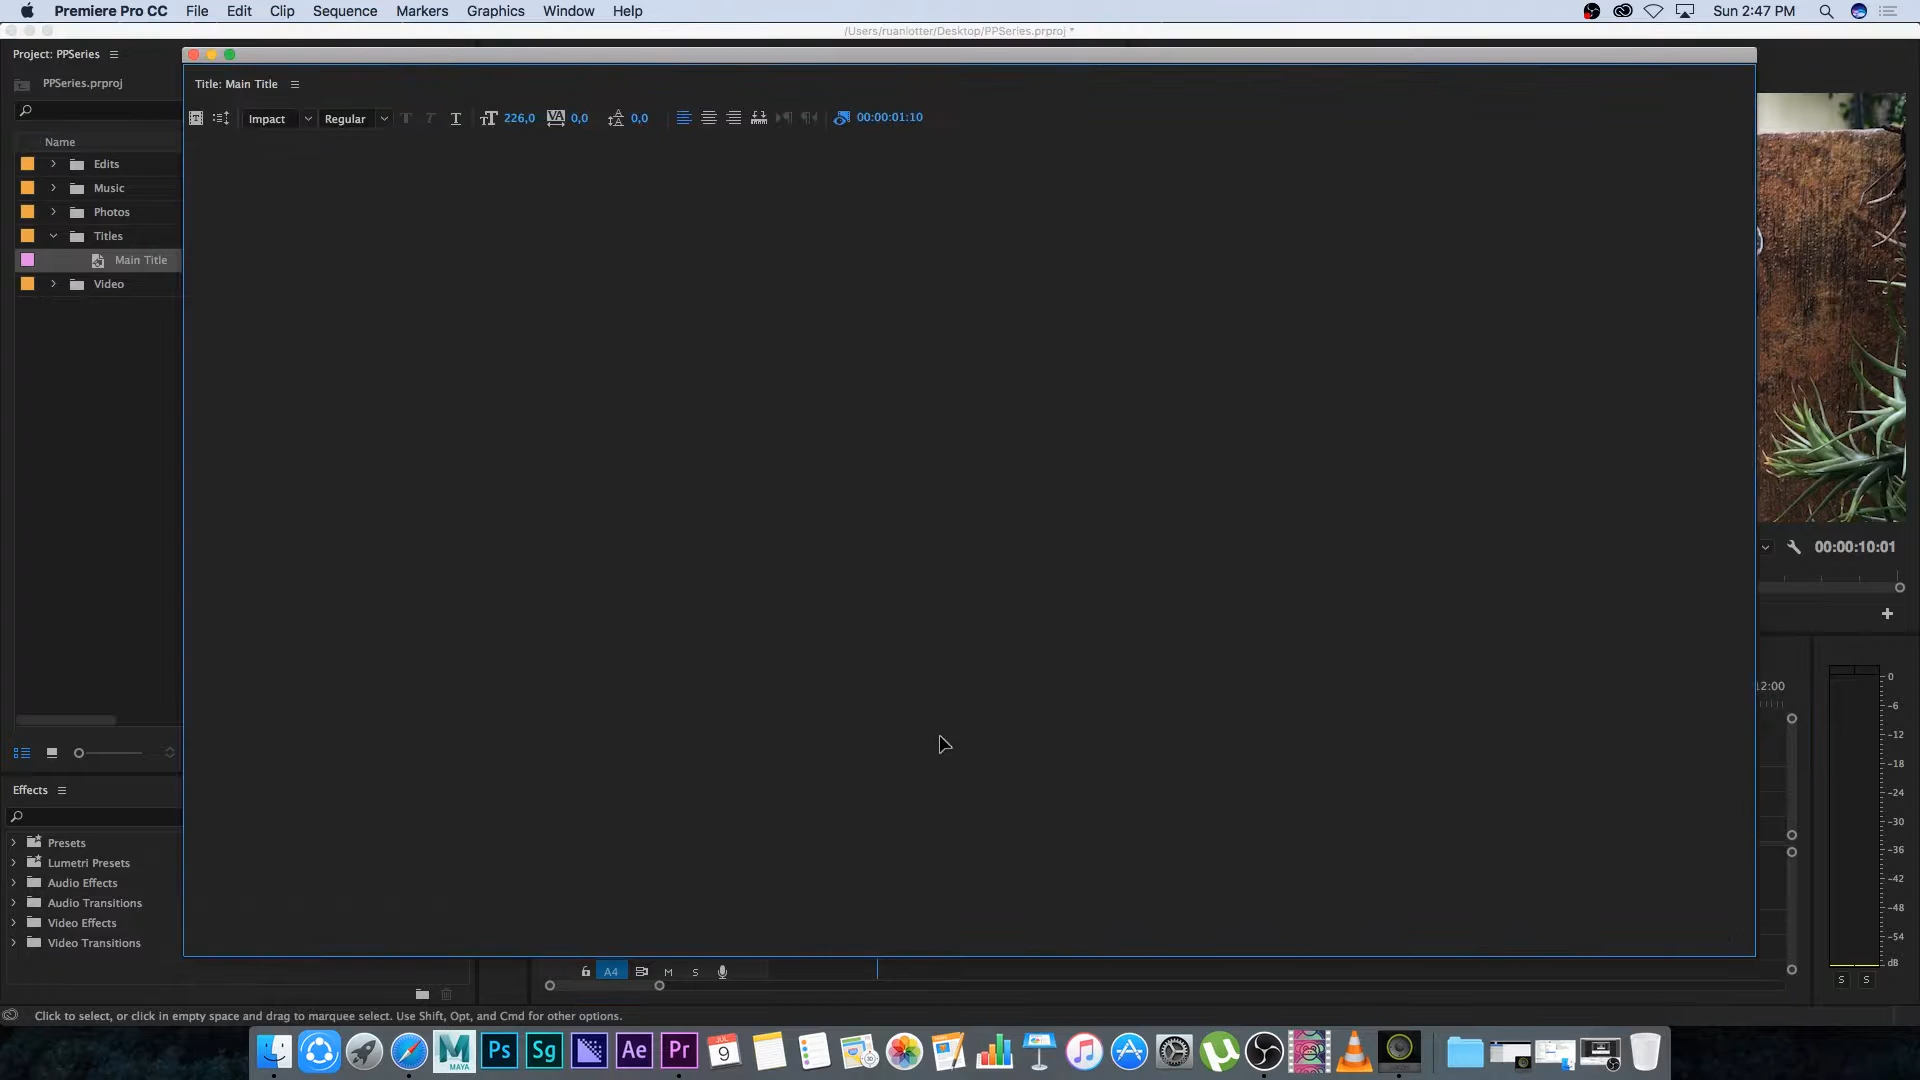 Premiere Pro CC File Edit Clip Sequence Markers Graphics Window Help Sun 2:47 PM
/Users/ruanlotter/Desktop/PPSeries.prproj *
Project: PPSeries
PPSeries.prproj
Title: Main Title
Impact Regular 226,0 0,0 0,0 00:00:01:10
Name
Edits
Music
Photos
Titles
Main Title
Video
00:00:10:01
12:00
0
-6
-12
-18
-24
-30
-36
-42
-48
-54
dB
S S
Effects
Presets
Lumetri Presets
Audio Effects
Audio Transitions
Video Effects
Video Transitions
A4 M S
Click to select, or click in empty space and drag to marquee select. Use Shift, Opt, and Cmd for other options.
MAYA Ps Sg Ae Pr JUL 9